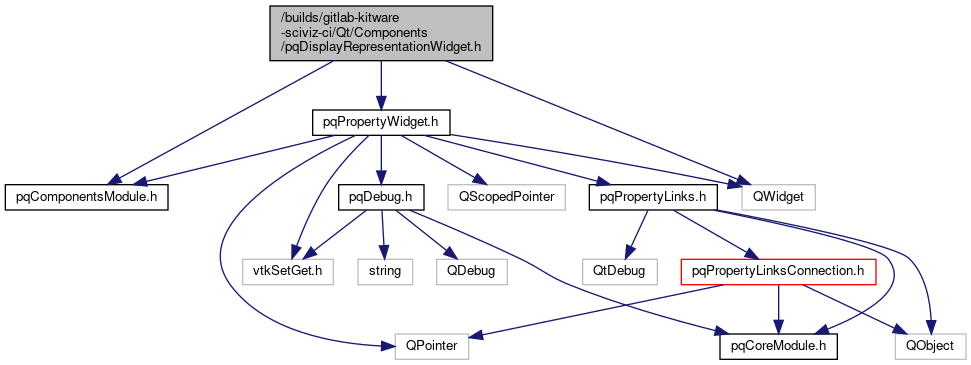 /builds/gitlab-kitware
-sciviz-ci/Qt/Components
/pqDisplayRepresentationWidget.h
pqPropertyWidget.h
pqComponentsModule.h
pqDebug.h
QScopedPointer
pqPropertyLinks.h
QWidget
vtkSetGet.h
string
QDebug
QtDebug
pqPropertyLinksConnection.h
QPointer
pqCoreModule.h
QObject